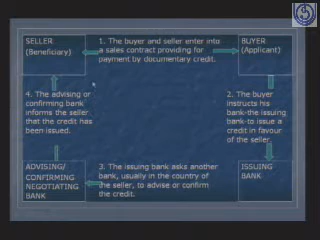 SELLER
(Beneficiary)
1. The buyer and seller enter into
a sales contract providing for
payment by documentary credit.
BUYER
(Applicant)
4. The advising or
confirming bank
informs the seller
that the credit has
been issued.
2. The buyer
instructs his
bank-the issuing
bank-to issue a
credit in favour
of the seller
ADVISING/
CONFIRMING
NEGOTIATING
BANK
3. The issuing bank asks another
bank, usually in the country of
the seller, to advise or confirm
the credit.
ISSUING
BANK